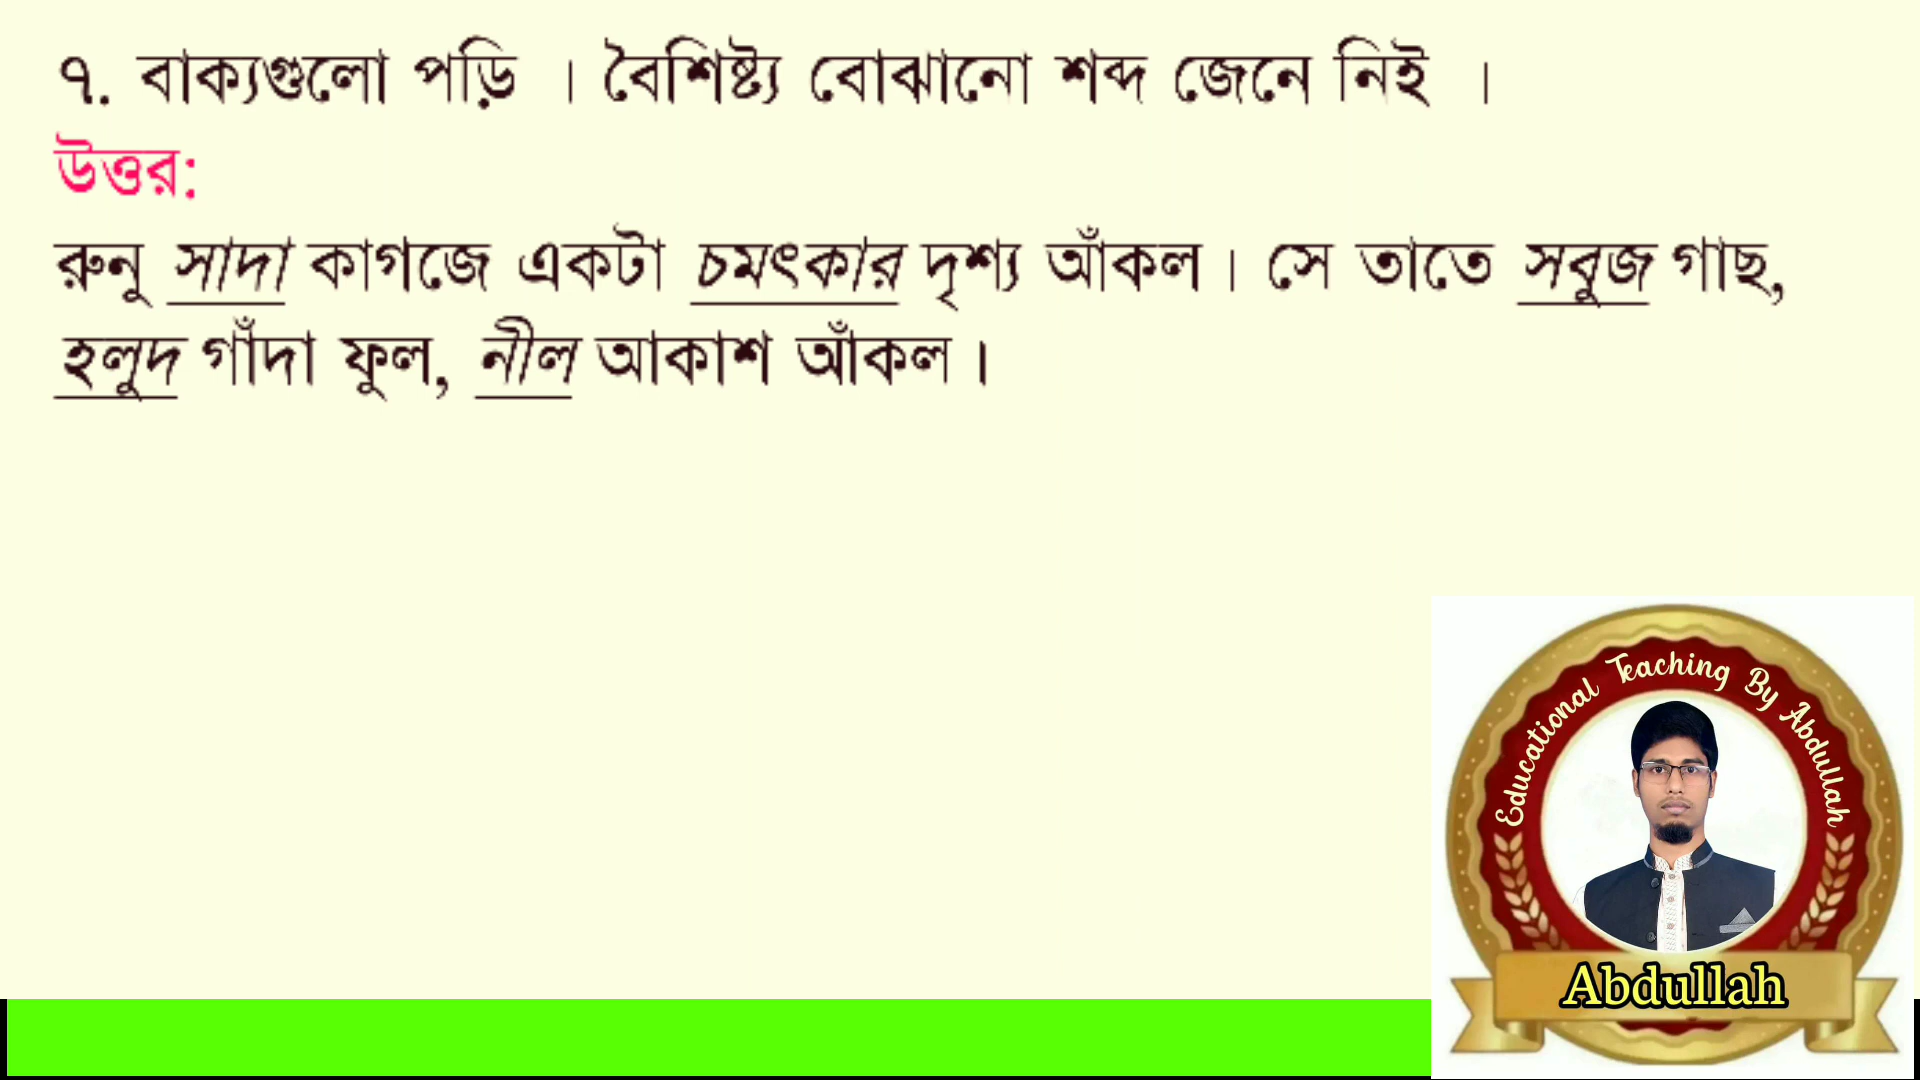 ৭. বাক্যগুলো পড়ি । বৈশিষ্ট্য বোঝানো শব্দ জেনে নিই ।
উত্তর:
রুনু সাদা কাগজে একটা চমৎকার দৃশ্য আঁকল। সে তাতে সবুজ গাছ,
হলুদ গাঁদা ফুল, নীল আকাশ আঁকল।
Educational Teaching By Abdullah
Abdullah